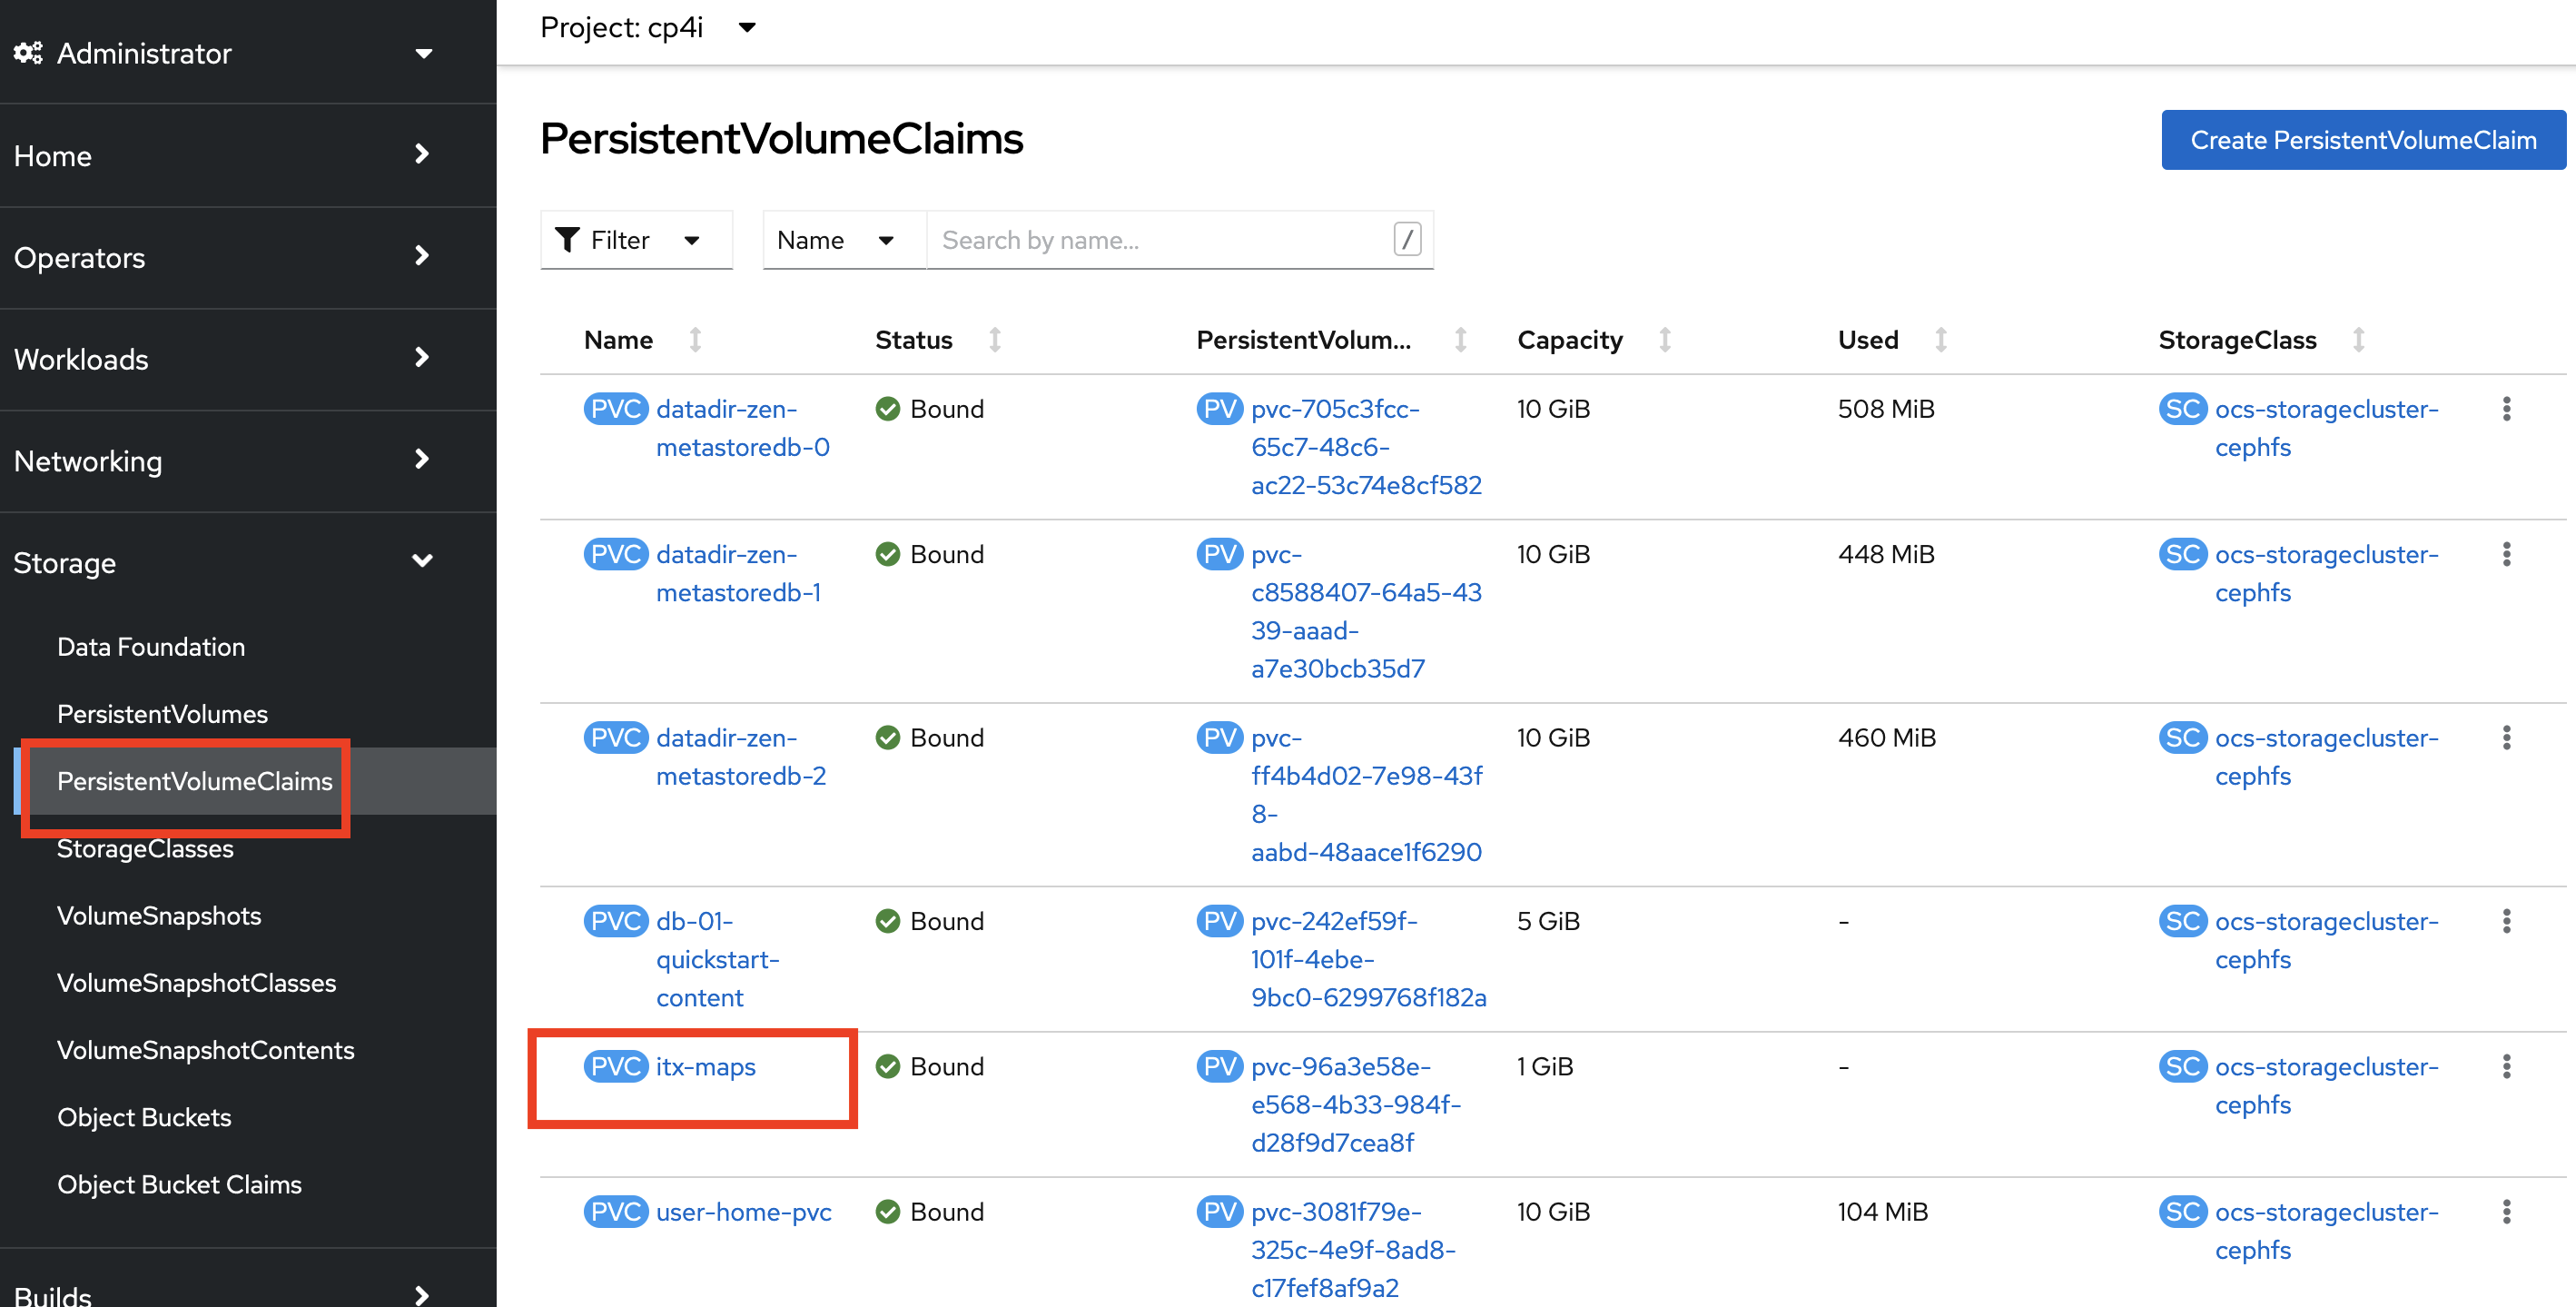 Administrator
Home
Operators
Workloads
Networking
Storage
Data Foundation
PersistentVolumes
PersistentVolumeClaims
StorageClasses
VolumeSnapshots
VolumeSnapshotClasses
VolumeSnapshotContents
Object Buckets
Object Bucket Claims
Builds
Project: cp4i
PersistentVolumeClaims
Create PersistentVolumeClaim
Filter
Name
Search by name...
/
Name Status PersistentVolum... Capacity Used StorageClass
PVC datadir-zen- Bound PV pvc-705c3fcc- 10 GiB 508 MiB SC ocs-storagecluster-
metastoredb-0 65c7-48c6- cephfs
ac22-53c74e8cf582
PVC datadir-zen- Bound PV pvc- 10 GiB 448 MiB SC ocs-storagecluster-
metastoredb-1 c8588407-64a5-43 cephfs
39-aaad-
a7e30bcb35d7
PVC datadir-zen- Bound PV pvc- 10 GiB 460 MiB SC ocs-storagecluster-
metastoredb-2 ff4b4d02-7e98-43f cephfs
8-
aabd-48aace1f6290
PVC db-01- Bound PV pvc-242ef59f- 5 GiB - SC ocs-storagecluster-
quickstart- 101f-4ebe- cephfs
content 9bc0-6299768f182a
PVC itx-maps Bound PV pvc-96a3e58e- 1 GiB - SC ocs-storagecluster-
e568-4b33-984f- cephfs
d28f9d7cea8f
PVC user-home-pvc Bound PV pvc-3081f79e- 10 GiB 104 MiB SC ocs-storagecluster-
325c-4e9f-8ad8- cephfs
c17fef8af9a2